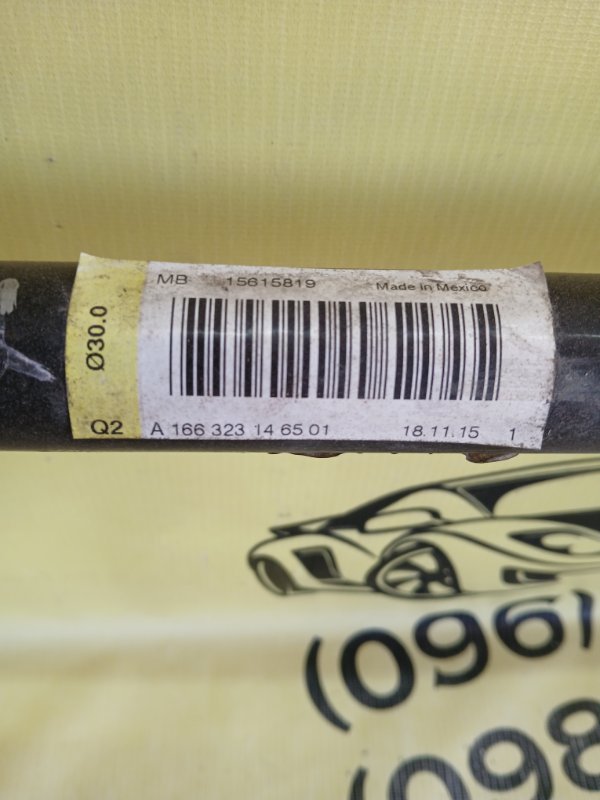 MB 15615819 Made in Mexico
Ø30.0
Q2 A 166 323 14 65 01 18.11.15 1
(096)
(098